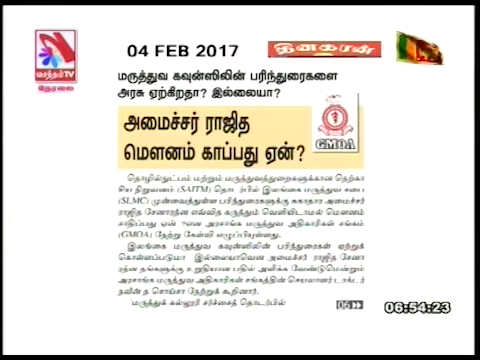 வசந்தம்TV
நேரலை
04 FEB 2017
தினகரன்
மருத்துவ கவுன்ஸிலின் பரிந்துரைகளை
அரசு ஏற்கிறதா? இல்லையா?
அமைச்சர் ராஜித
மௌனம் காப்பது ஏன்?
GMOA
தொழில்நுட்பம் மற்றும் மருத்துவத்துறைகளுக்கான தெற்கா
சிய நிறுவனம் (SAITM) தொடர்பில் இலங்கை மருத்துவ சபை
(SLMC) முன்வைத்துள்ள பரிந்துரைகளுக்கு சுகாதார அமைச்சர்
ராஜித சேனாரத்ன எவ்வித கருத்தும் வெளியிடாமல் மௌனம்
சாதிப்பது ஏன் என அரசாங்க மருத்துவ அதிகாரிகள் சங்கம்
(GMOA) நேற்று கேள்வி எழுப்பியுள்ளது.
இலங்கை மருத்துவ கவுன்ஸிலின் பரிந்துரைகள் ஏற்றுக்
கொள்ளப்படுமா இல்லையாவென அமைச்சர் ராஜித சேனா
ரத்ன தங்களுக்கு உறுதியான பதில் அளிக்க வேண்டுமென்றும்
அரசாங்க மருத்துவ அதிகாரிகள் சங்கத்தின் செயலாளர் டாக்டர்
நவீன் த சொய்சா நேற்றுக் கூறினார்.
மருத்துக் கல்லூரி சர்ச்சைத் தொடர்பில்
06
06:54:23